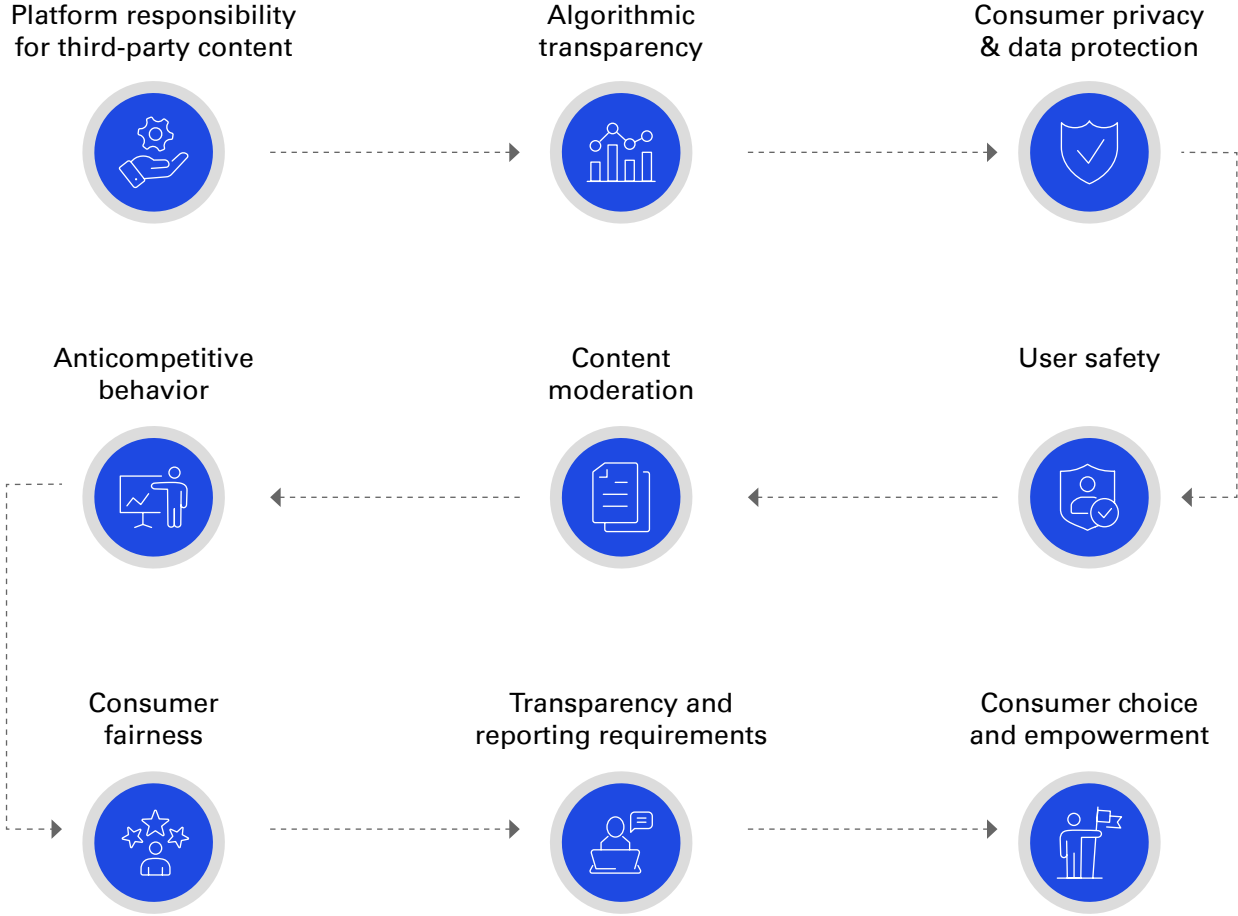 Platform responsibility
for third-party content
Algorithmic
transparency
Consumer privacy
& data protection
User safety
Content
moderation
Anticompetitive
behavior
Consumer
fairness
Transparency and
reporting requirements
Consumer choice
and empowerment